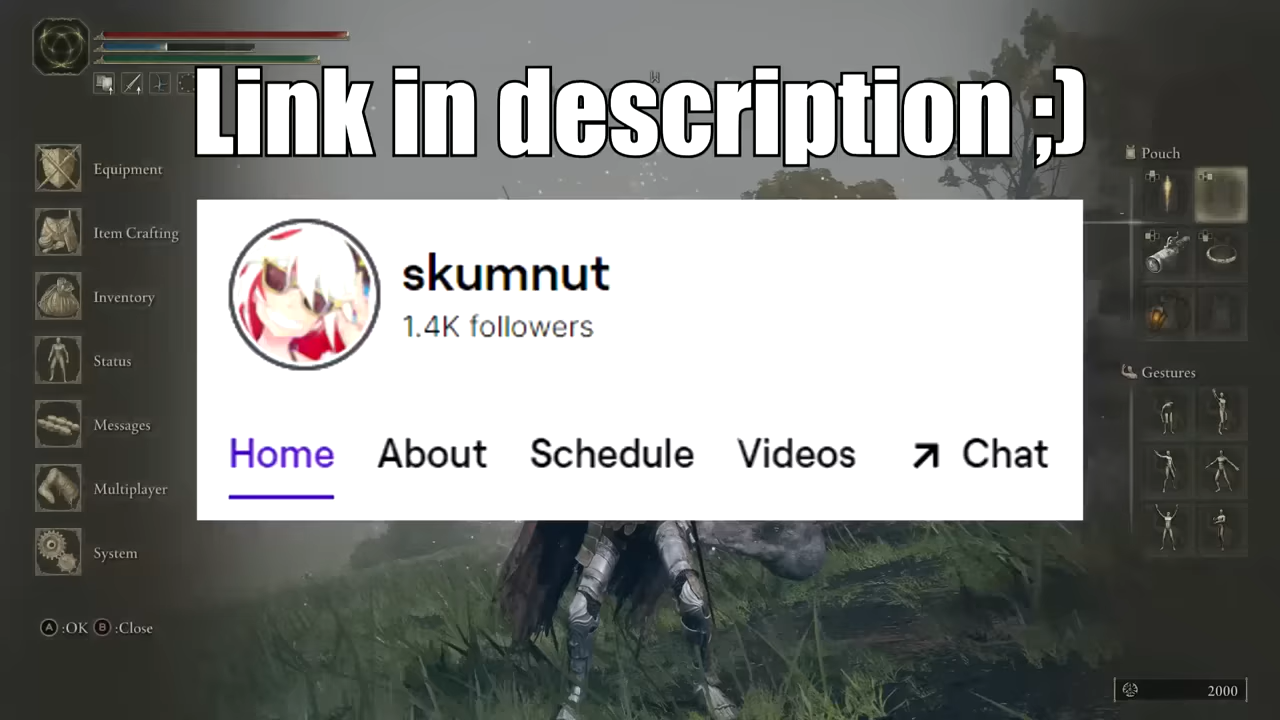 Link in description ;)
Equipment
Item Crafting
Inventory
Status
Messages
Multiplayer
System
A :OK B :Close
skumnut
1.4K followers
Home About Schedule Videos Chat
Pouch
Gestures
2000